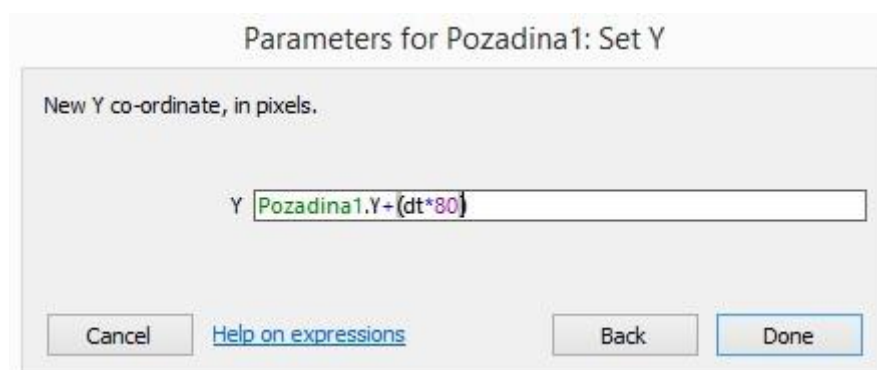 Parameters for Pozadina1: Set Y
New Y co-ordinate, in pixels.
Y Pozadina1.Y+(dt*80)
Cancel Help on expressions Back Done